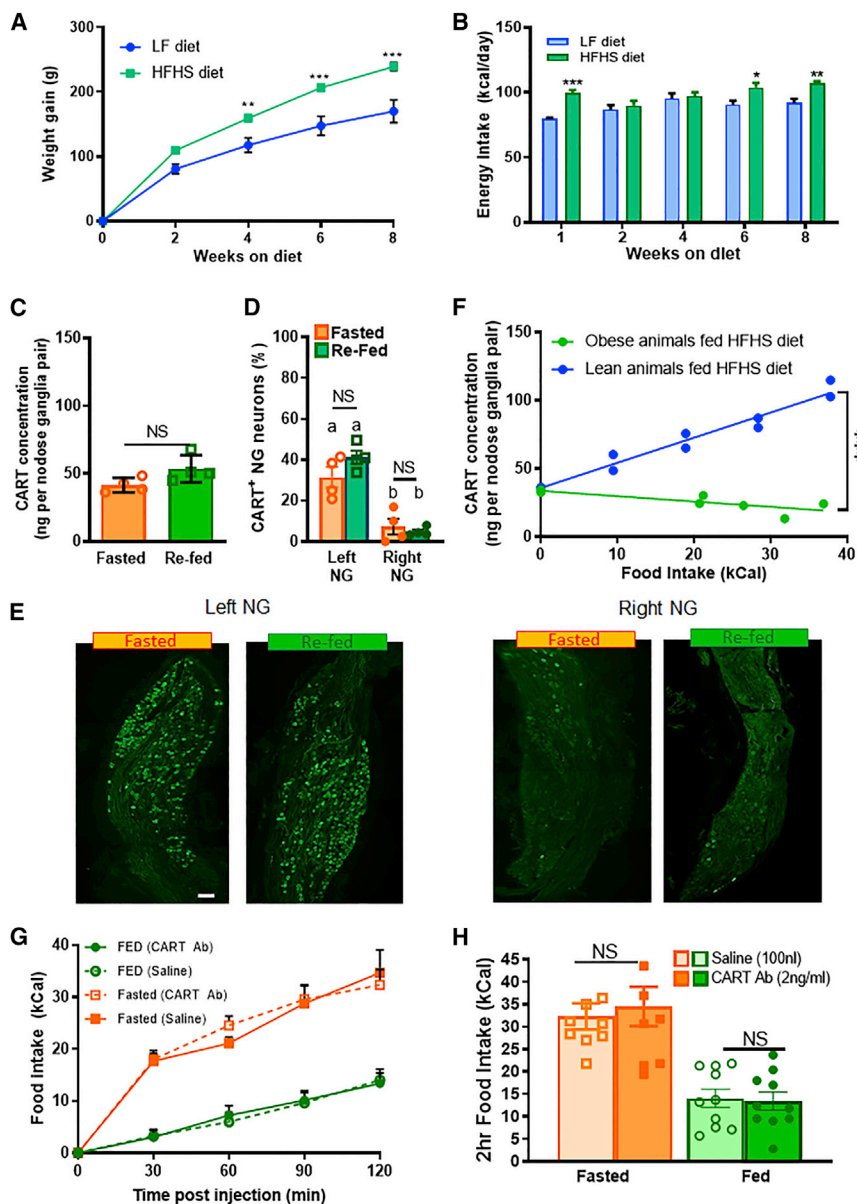 A
Weight gain (g)
300
200
100
0
LF diet
HFHS diet
**
***
***
0 2 4 6 8
Weeks on diet
B
Energy Intake (kcal/day)
150
100
50
0
LF diet
HFHS diet
***
*
**
1 2 4 6 8
Weeks on diet
C
CART concentration
(ng per nodose ganglia pair)
150
100
50
0
NS
Fasted Re-fed
D
CART+ NG neurons (%)
100
80
60
40
20
0
Fasted
Re-Fed
NS
a a
NS
b b
Left
NG
Right
NG
F
CART concentration
(ng per nodose ganglia pair)
150
100
50
0
Obese animals fed HFHS diet
Lean animals fed HFHS diet
0 10 20 30 40
Food Intake (kCal)
E
Left NG
Right NG
Fasted
Re-fed
Fasted
Re-fed
G
Food Intake (kCal)
40
30
20
10
0
FED (CART Ab)
FED (Saline)
Fasted (CART Ab)
Fasted (Saline)
0 30 60 90 120
Time post injection (min)
H
2hr Food Intake (kCal)
45
40
35
30
25
20
15
10
5
0
NS
Saline (100nl)
CART Ab (2ng/ml)
NS
Fasted Fed